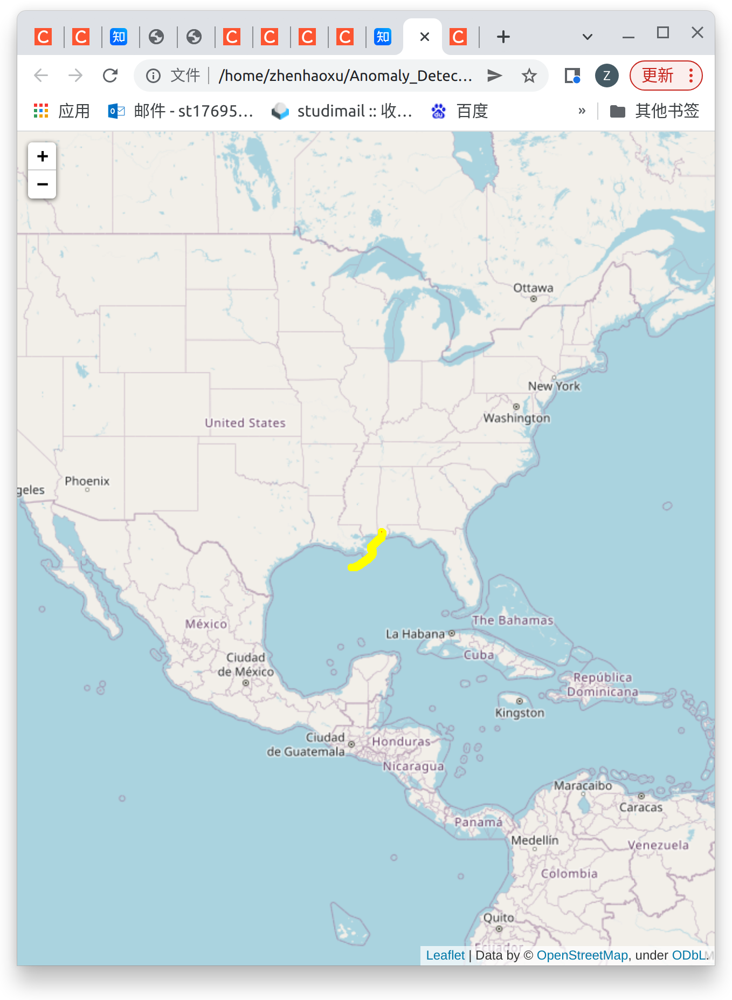 C C 知 C C C C 知 C
文件 /home/zhenhaoxu/Anomaly_Detec... Z 更新
应用 邮件 - st17695... studimail :: 收... du 百度 » 其他书签
+
−
Ottawa
New York
Washington
United States
Phoenix
geles
México
La Habana
The Bahamas
Cuba
Ciudad
de México
República
Dominicana
Kingston
Ciudad
de Guatemala
Honduras
Nicaragua
Maracaibo
Caracas
Panamá
Medellín
Venezuela
Colombia
Quito
Ecuador
Leaflet | Data by © OpenStreetMap, under ODbL.